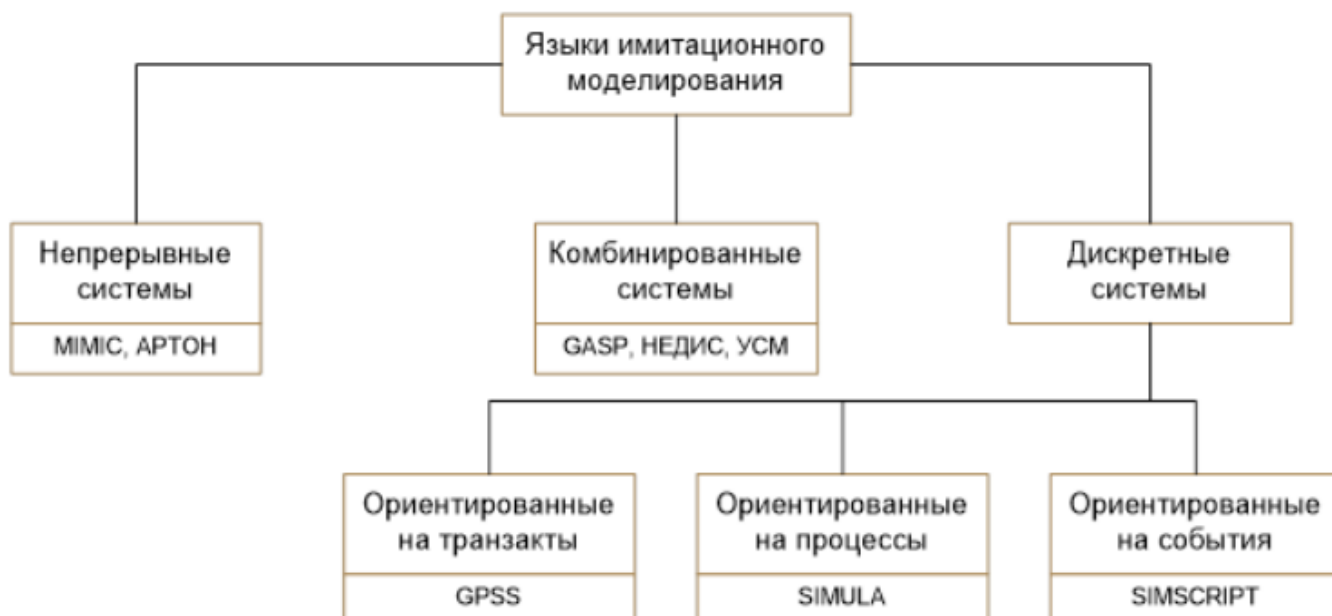 Языки имитационного
моделирования
Непрерывные
системы
MIMIC, АРТОН
Комбинированные
системы
GASP, НЕДИС, УСМ
Дискретные
системы
Ориентированные
на транзакты
GPSS
Ориентированные
на процессы
SIMULA
Ориентированные
на события
SIMSCRIPT